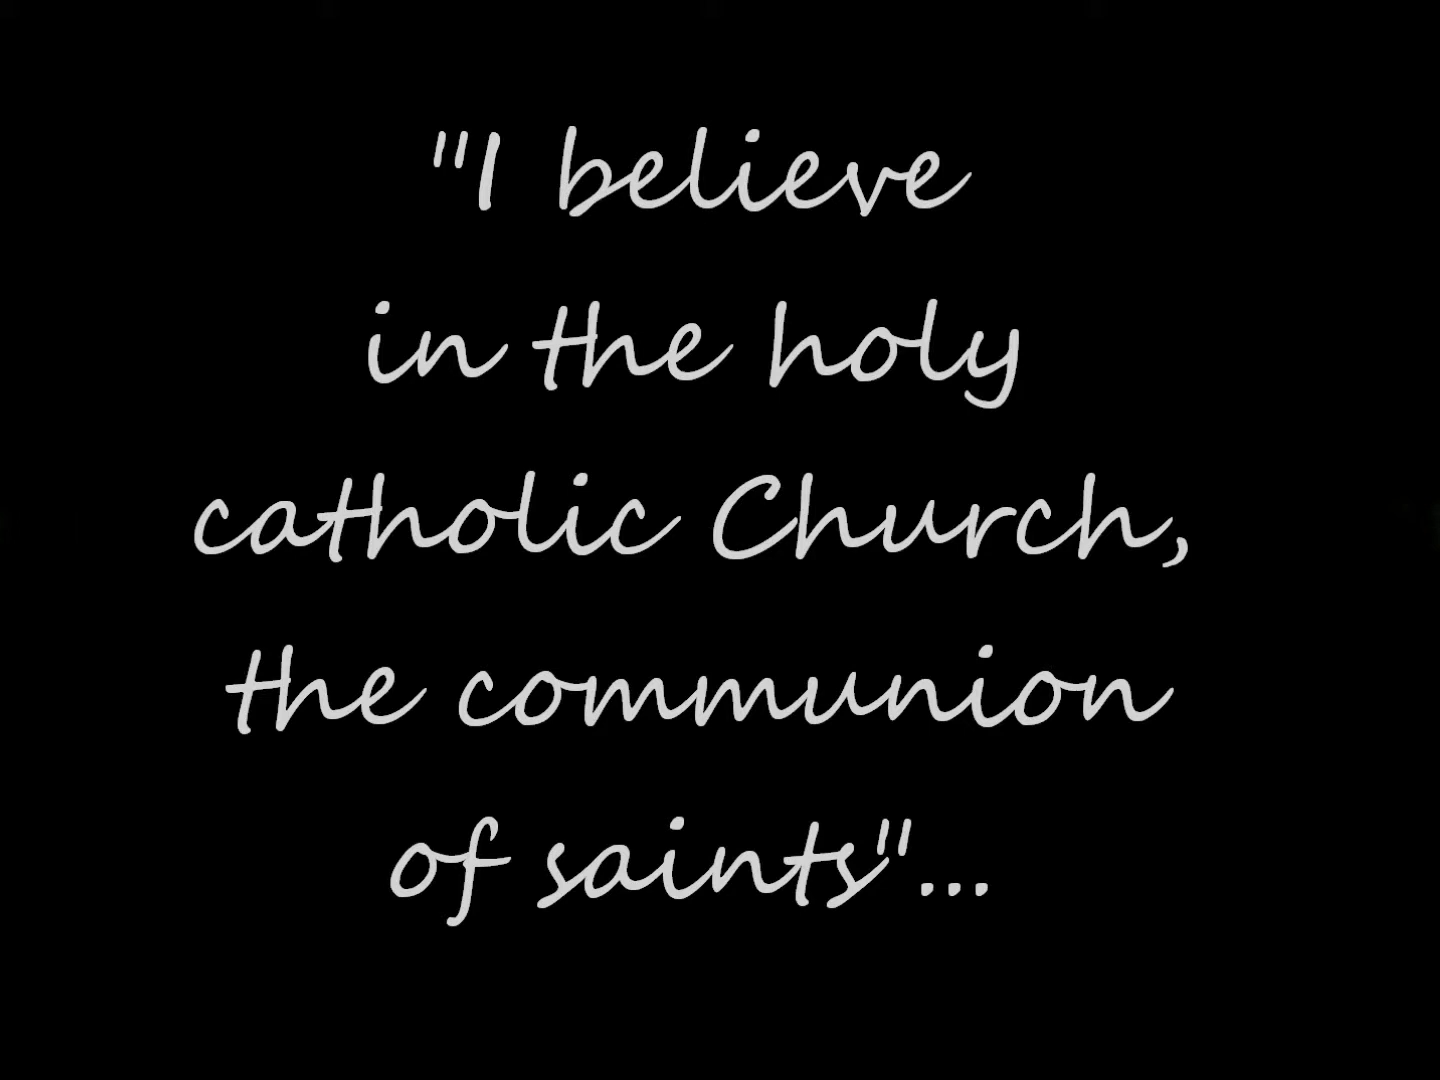 "I believe
in the holy
catholic Church,
the communion
of saints"...